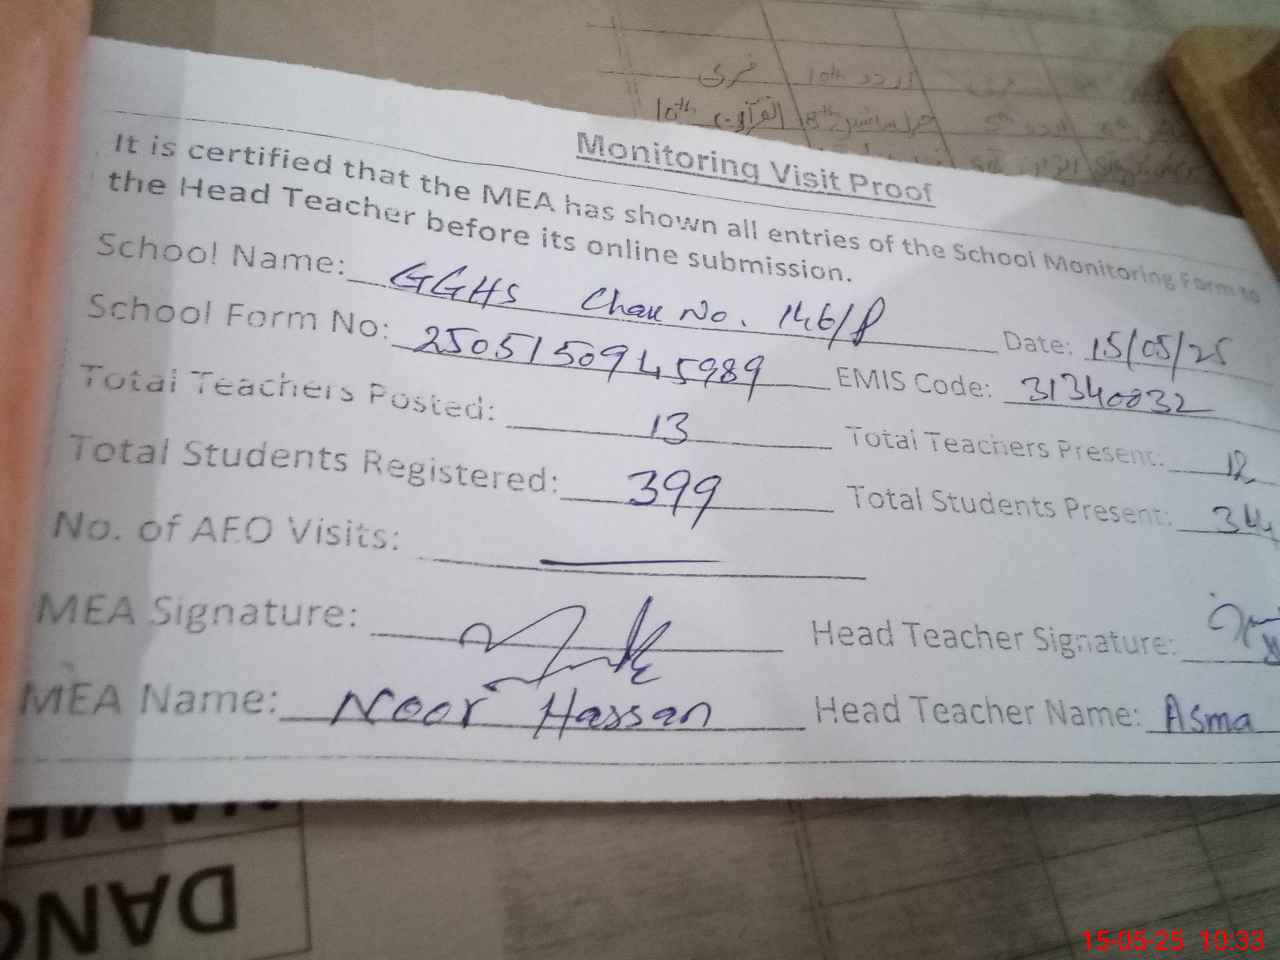 Monitoring Visit Proof
It is certified that the MEA has shown all entries of the School Monitoring Form to
the Head Teacher before its online submission.
School Name: GGHS Chak No. 146/P Date: 15/05/25
School Form No: 2505150945989 EMIS Code: 31340032
Total Teachers Posted: 13 Total Teachers Present: 12
Total Students Registered: 399 Total Students Present:
No. of AEO Visits:
MEA Signature: Head Teacher Signature:
MEA Name: Noor Hassan Head Teacher Name: Asma
NAME
DANG
15-05-25 10:33